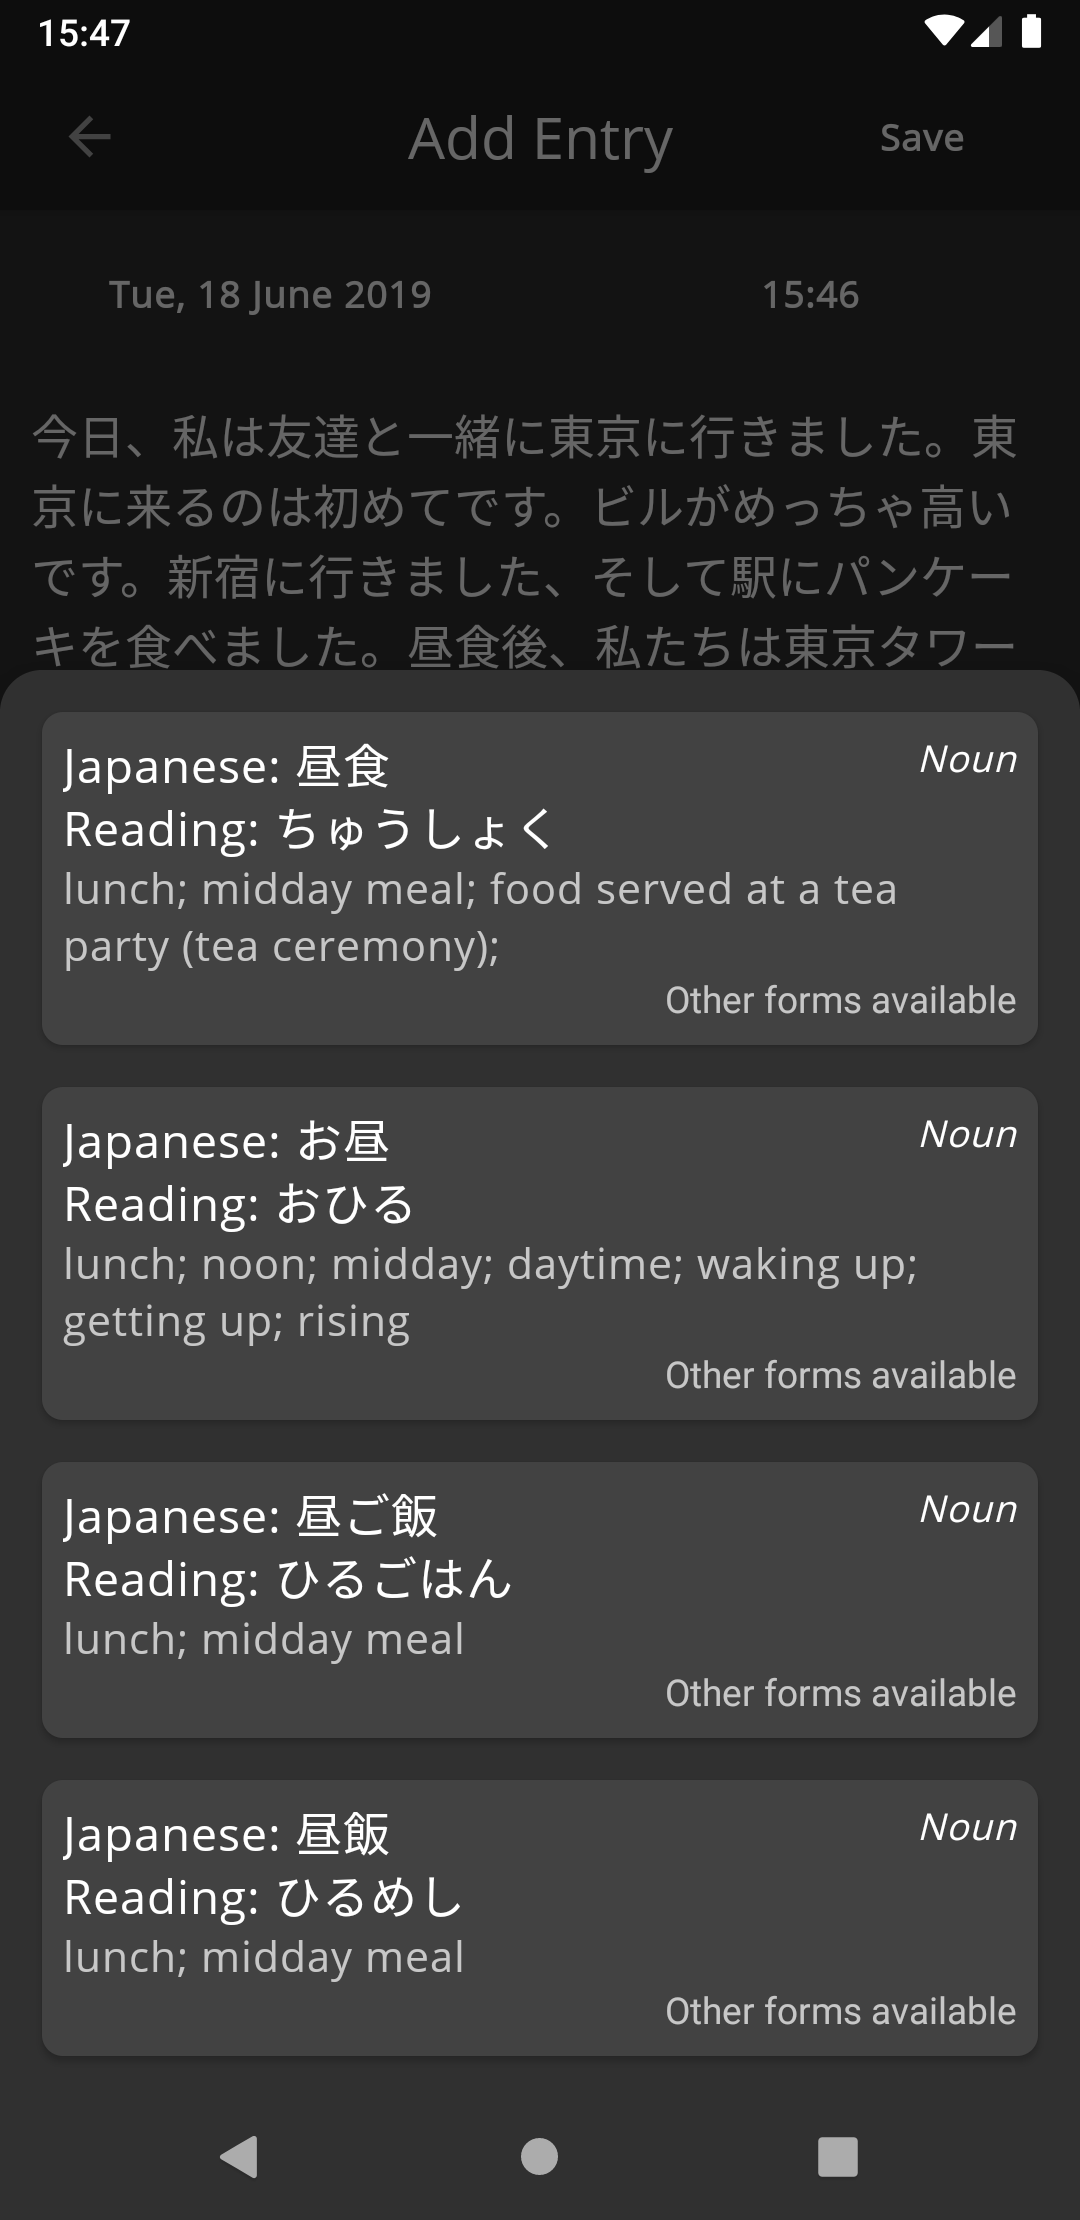 15:47
Add Entry
Save
Tue, 18 June 2019
15:46
今日、私は友達と一緒に東京に行きました。東
京に来るのは初めてです。ビルがめっちゃ高い
です。新宿に行きました、そして駅にパンケー
キを食べました。昼食後、私たちは東京タワー
Japanese: 昼食
Noun
Reading: ちゅうしょく
lunch; midday meal; food served at a tea
party (tea ceremony);
Other forms available
Japanese: お昼
Noun
Reading: おひる
lunch; noon; midday; daytime; waking up;
getting up; rising
Other forms available
Japanese: 昼ご飯
Noun
Reading: ひるごはん
lunch; midday meal
Other forms available
Japanese: 昼飯
Noun
Reading: ひるめし
lunch; midday meal
Other forms available